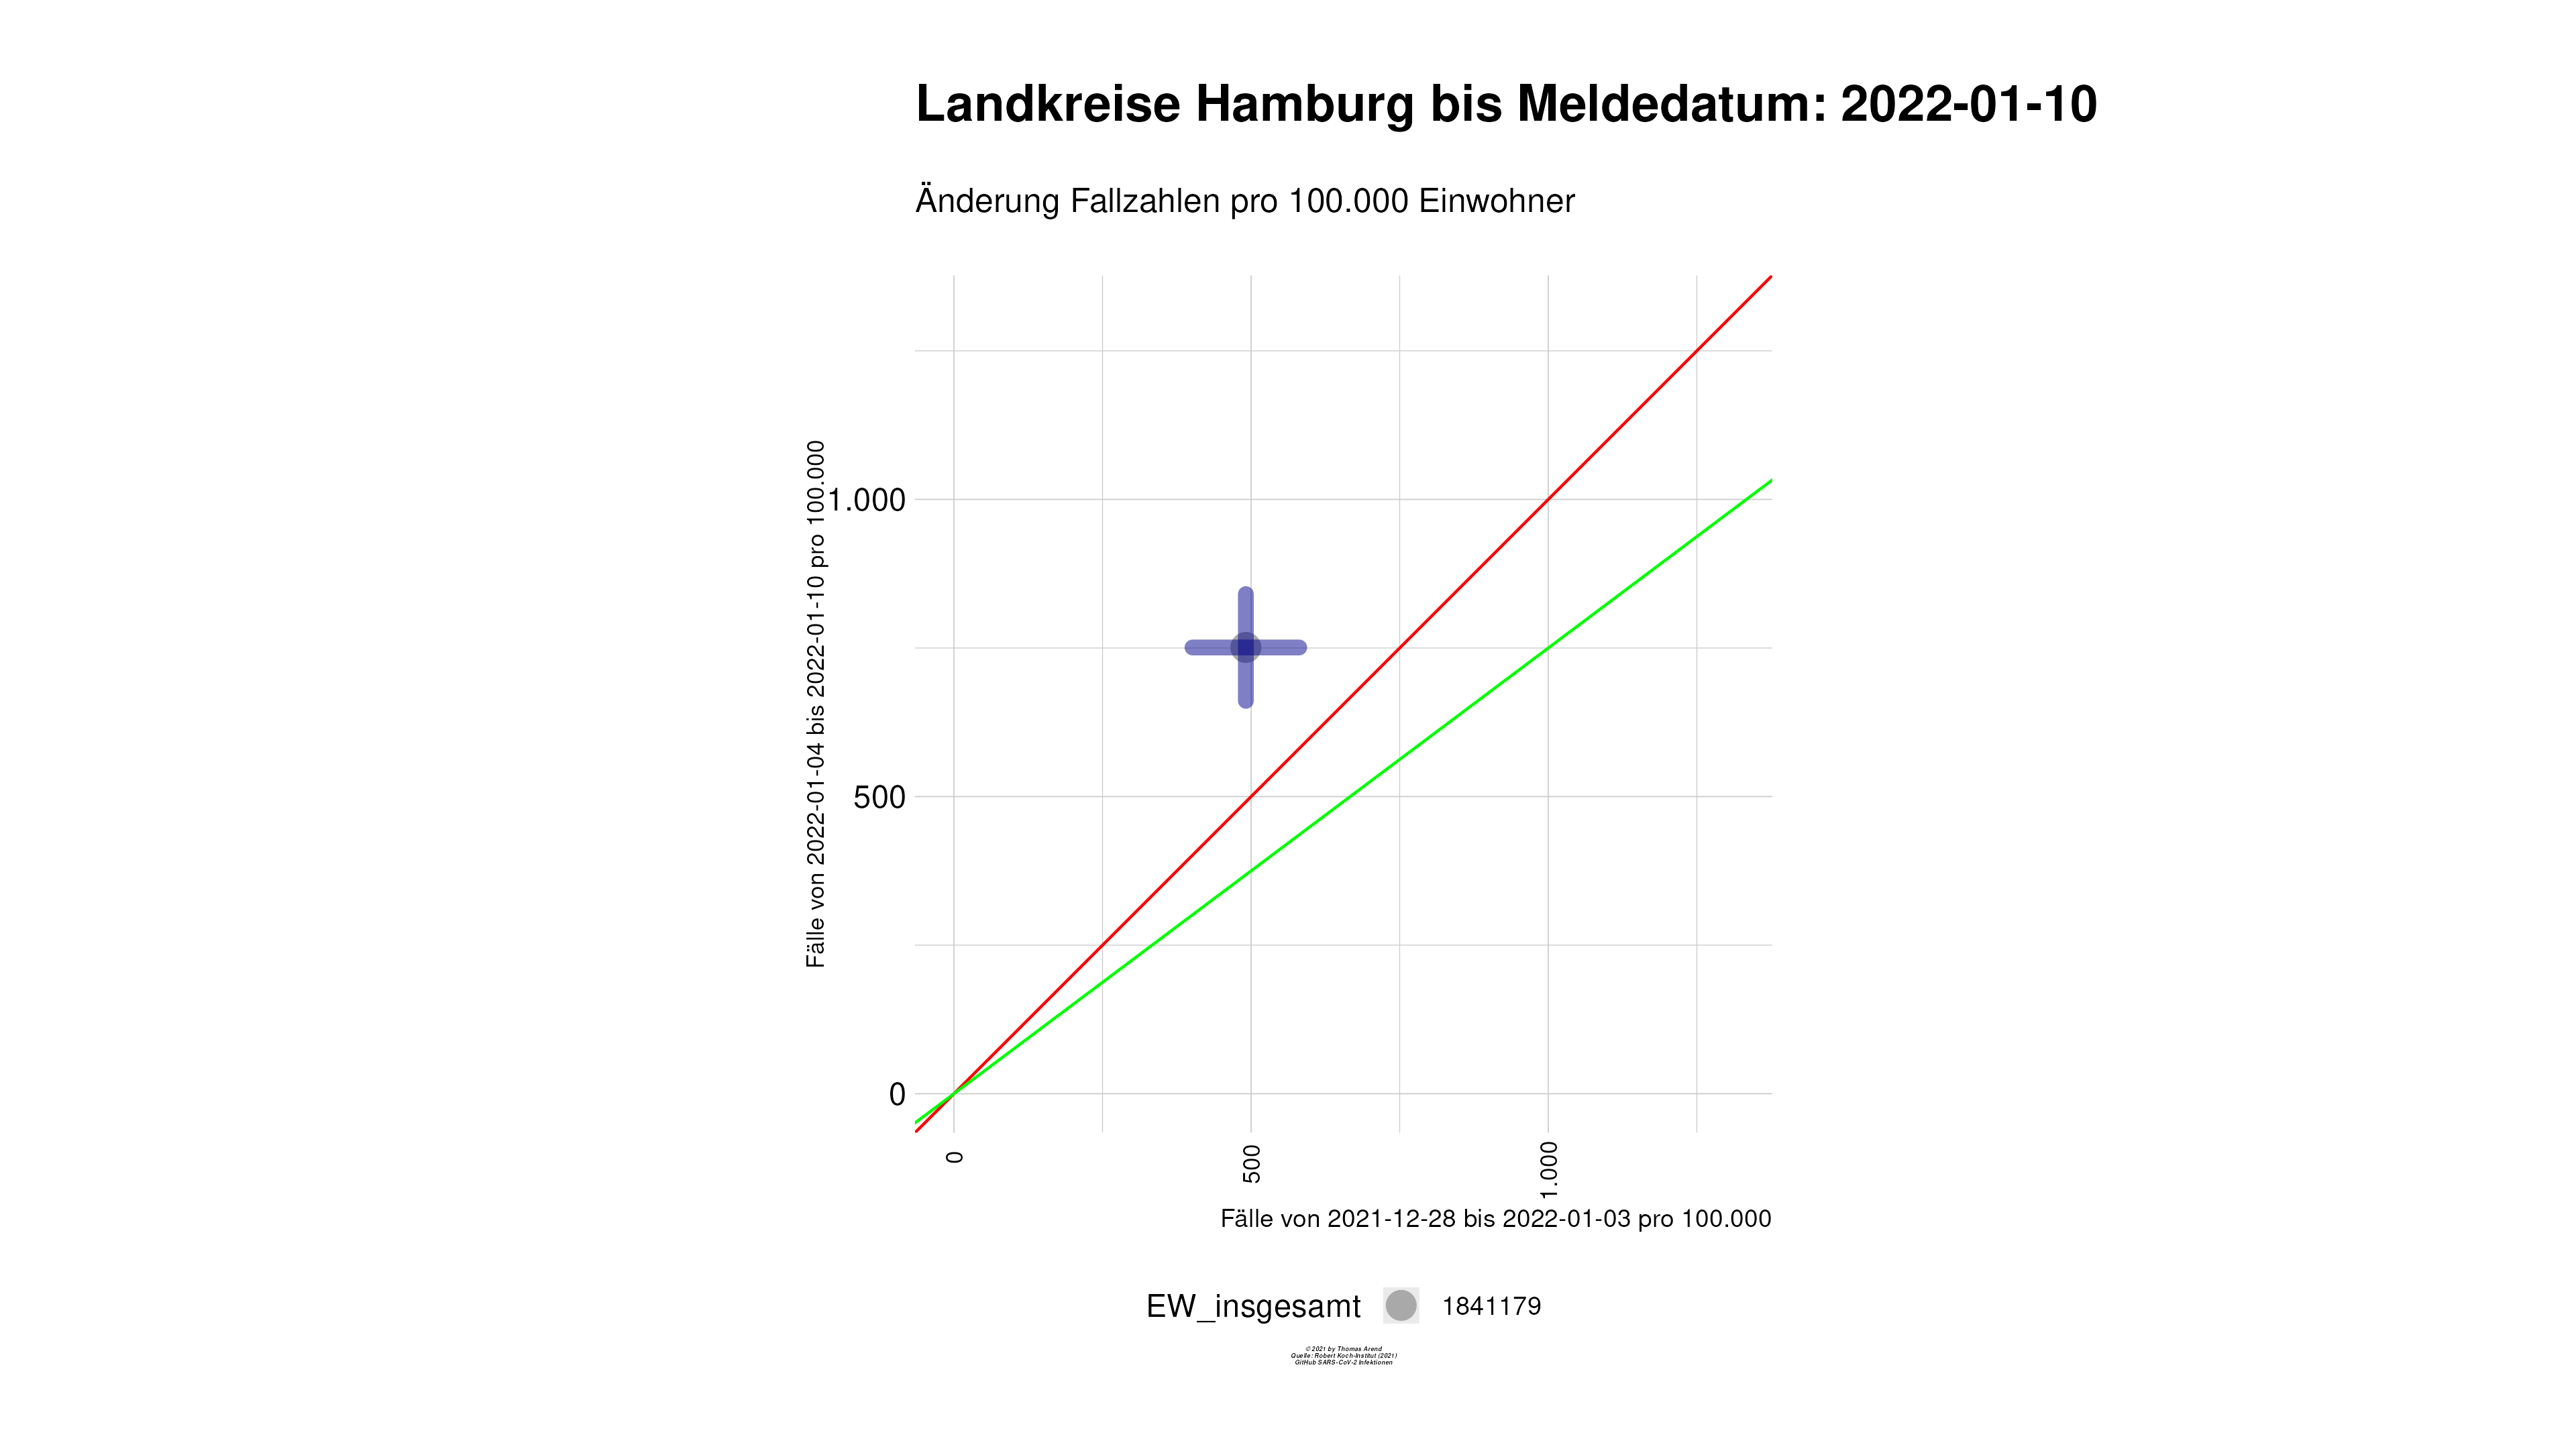 Landkreise Hamburg bis Meldedatum: 2022-01-10
Änderung Fallzahlen pro 100.000 Einwohner
Fälle von 2022-01-04 bis 2022-01-10 pro 100.000
1.000
500
0
0
500
1.000
Fälle von 2021-12-28 bis 2022-01-03 pro 100.000
EW_insgesamt 1841179
© 2021 by Thomas Arend
Quelle: Robert Koch-Institut (2021)
GitHub SARS-CoV-2 Infektionen